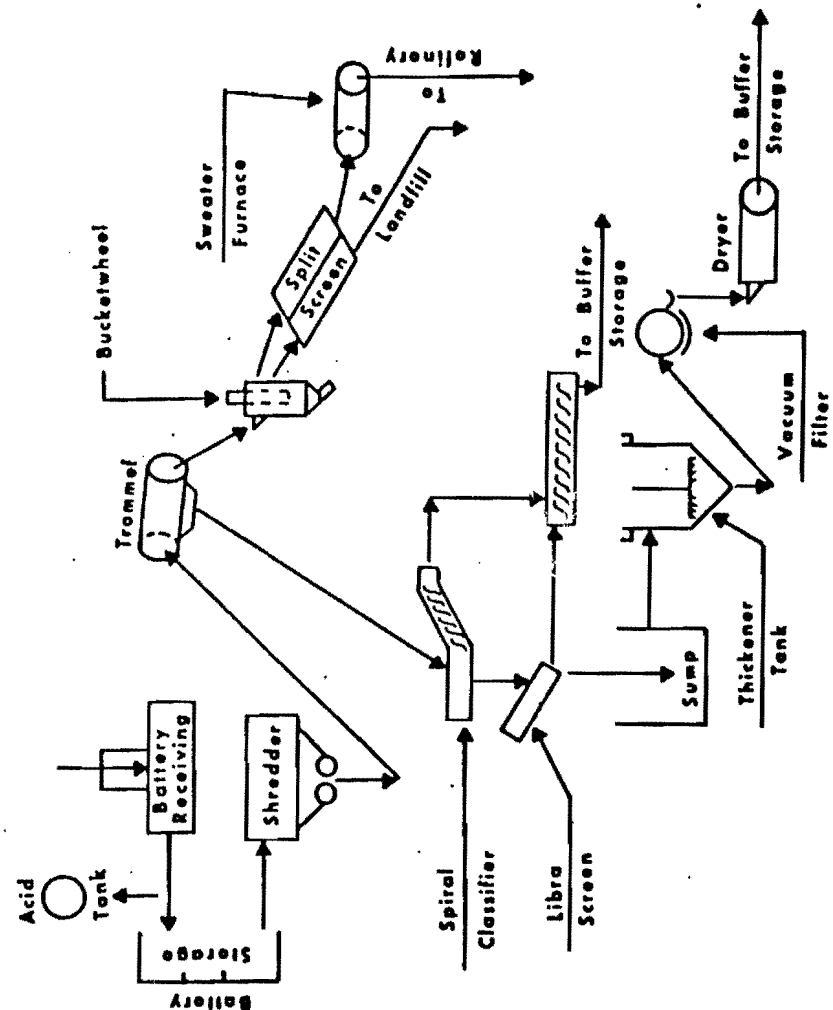 Acid
Tank
Battery
Storage
Battery
Receiving
Shredder
Trommel
Bucketwheel
Sweater
Furnace
Split
Screen
To
Refinery
To
Landfill
Spiral
Classifier
Libra
Screen
To Buffer
Storage
Sump
Thickener
Tank
Vacuum
Filter
Dryer
To Buffer
Storage